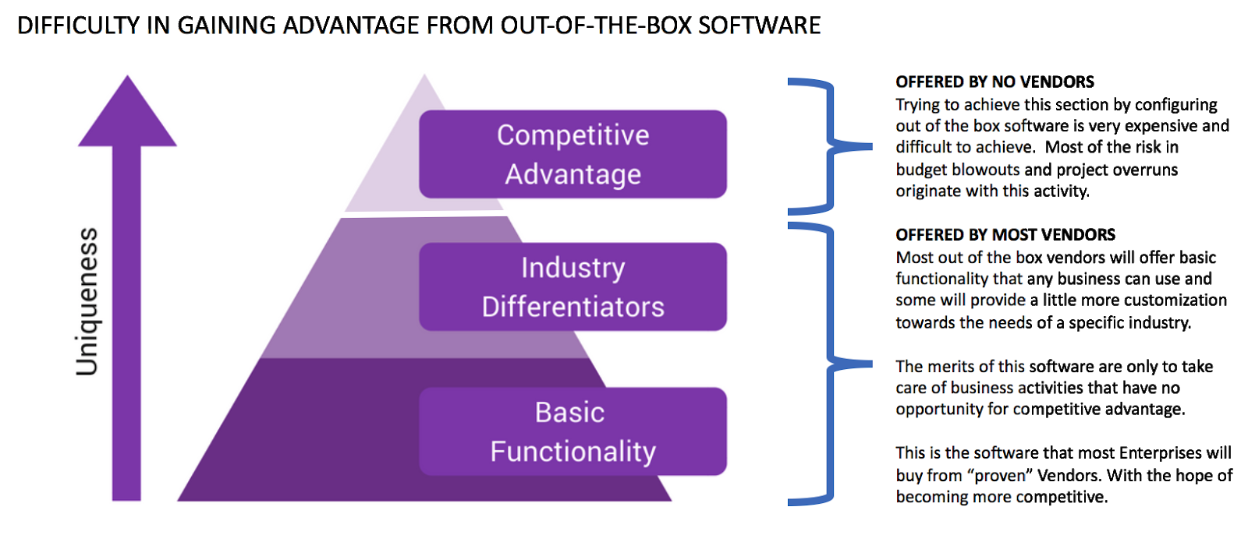 DIFFICULTY IN GAINING ADVANTAGE FROM OUT-OF-THE-BOX SOFTWARE
Uniqueness
Competitive
Advantage
Industry
Differentiators
Basic
Functionality
OFFERED BY NO VENDORS
Trying to achieve this section by configuring
out of the box software is very expensive and
difficult to achieve.  Most of the risk in
budget blowouts and project overruns
originate with this activity.
OFFERED BY MOST VENDORS
Most out of the box vendors will offer basic
functionality that any business can use and
some will provide a little more customization
towards the needs of a specific industry.
The merits of this software are only to take
care of business activities that have no
opportunity for competitive advantage.
This is the software that most Enterprises will
buy from “proven” Vendors. With the hope of
becoming more competitive.